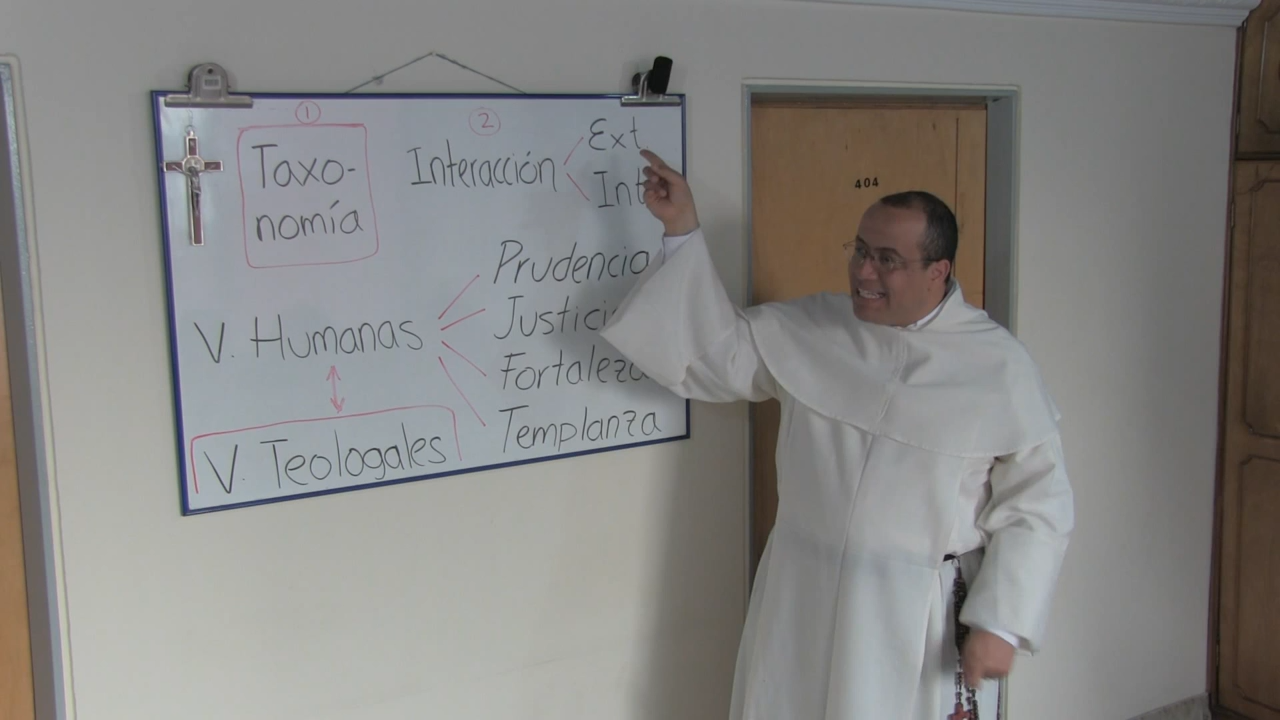 ①
Taxo-
nomía
②
Interacción
Ext.
Int
V. Humanas
Prudencia
Justicia
Fortaleza
Templanza
V. Teologales
404